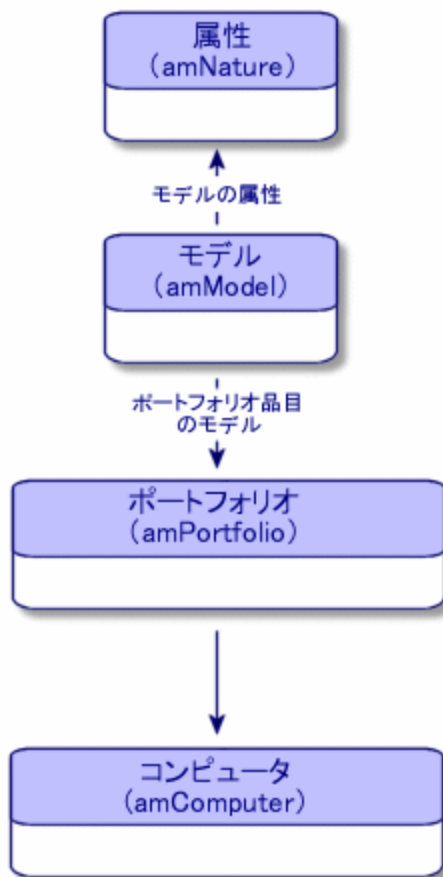 属性
(amNature)
モデルの属性
モデル
(amModel)
ポートフォリオ品目
のモデル
ポートフォリオ
(amPortfolio)
コンピュータ
(amComputer)